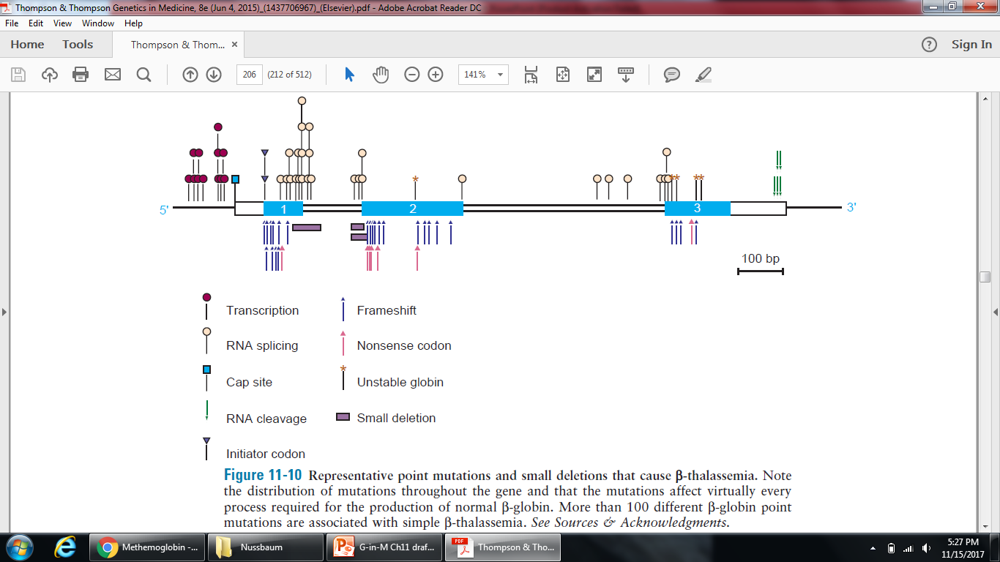 Thompson & Thompson Genetics in Medicine, 8e (Jun 4, 2015)_(1437706967)_(Elsevier).pdf - Adobe Acrobat Reader DC
File Edit View Window Help
Home Tools Thompson & Thom... × ? Sign In
206 (212 of 512) 141%
5' 1 2 3 3'
100 bp
Transcription Frameshift
RNA splicing Nonsense codon
* Unstable globin
Cap site
RNA cleavage Small deletion
Initiator codon
Figure 11-10 Representative point mutations and small deletions that cause β-thalassemia. Note
the distribution of mutations throughout the gene and that the mutations affect virtually every
process required for the production of normal β-globin. More than 100 different β-globin point
mutations are associated with simple β-thalassemia. See Sources & Acknowledgments.
Methemoglobin -... Nussbaum G-in-M Ch11 draf... Thompson & Tho... 5:27 PM
11/15/2017